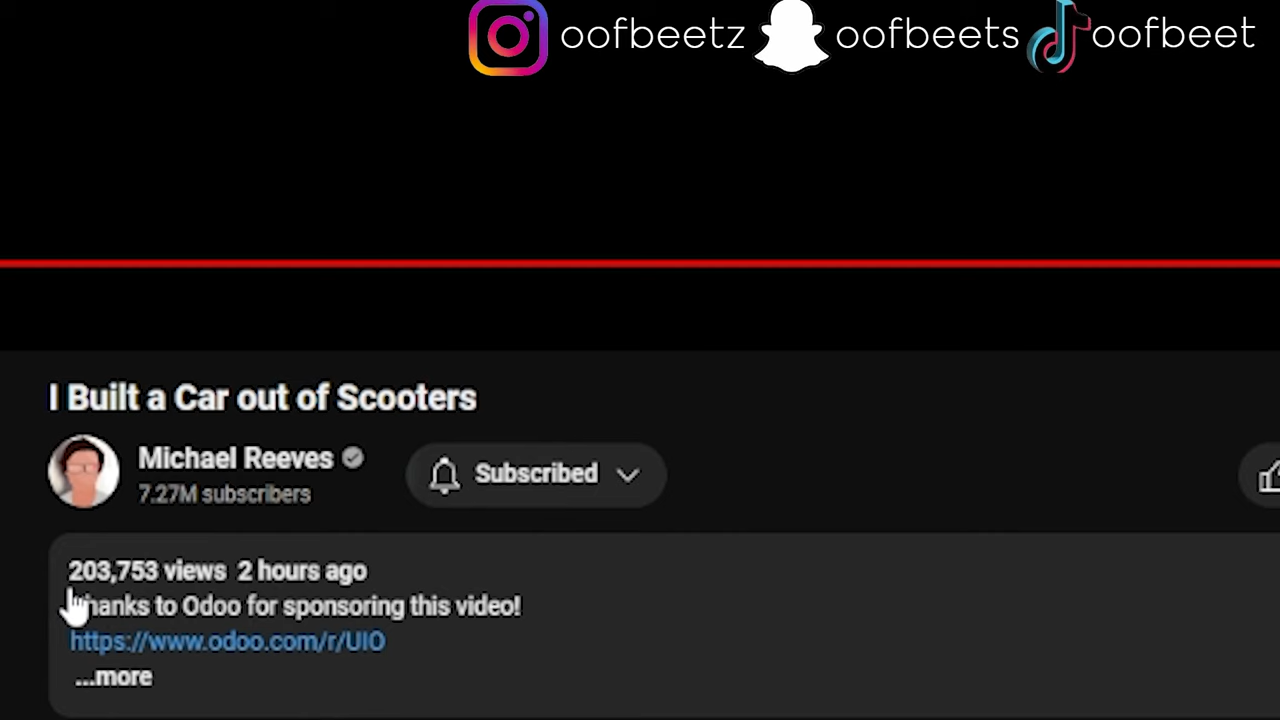 oofbeetz oofbeets oofbeet
I Built a Car out of Scooters
Michael Reeves
7.27M subscribers
Subscribed
203,753 views 2 hours ago
Thanks to Odoo for sponsoring this video!
https://www.odoo.com/r/UIO
...more